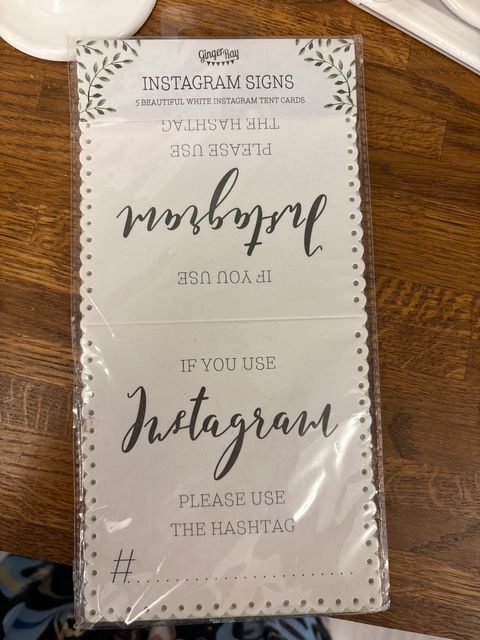 Ginger Ray
INSTAGRAM SIGNS
5 BEAUTIFUL WHITE INSTAGRAM TENT CARDS
THE HASHTAG
PLEASE USE
Instagram
IF YOU USE
IF YOU USE
Instagram
PLEASE USE
THE HASHTAG
#